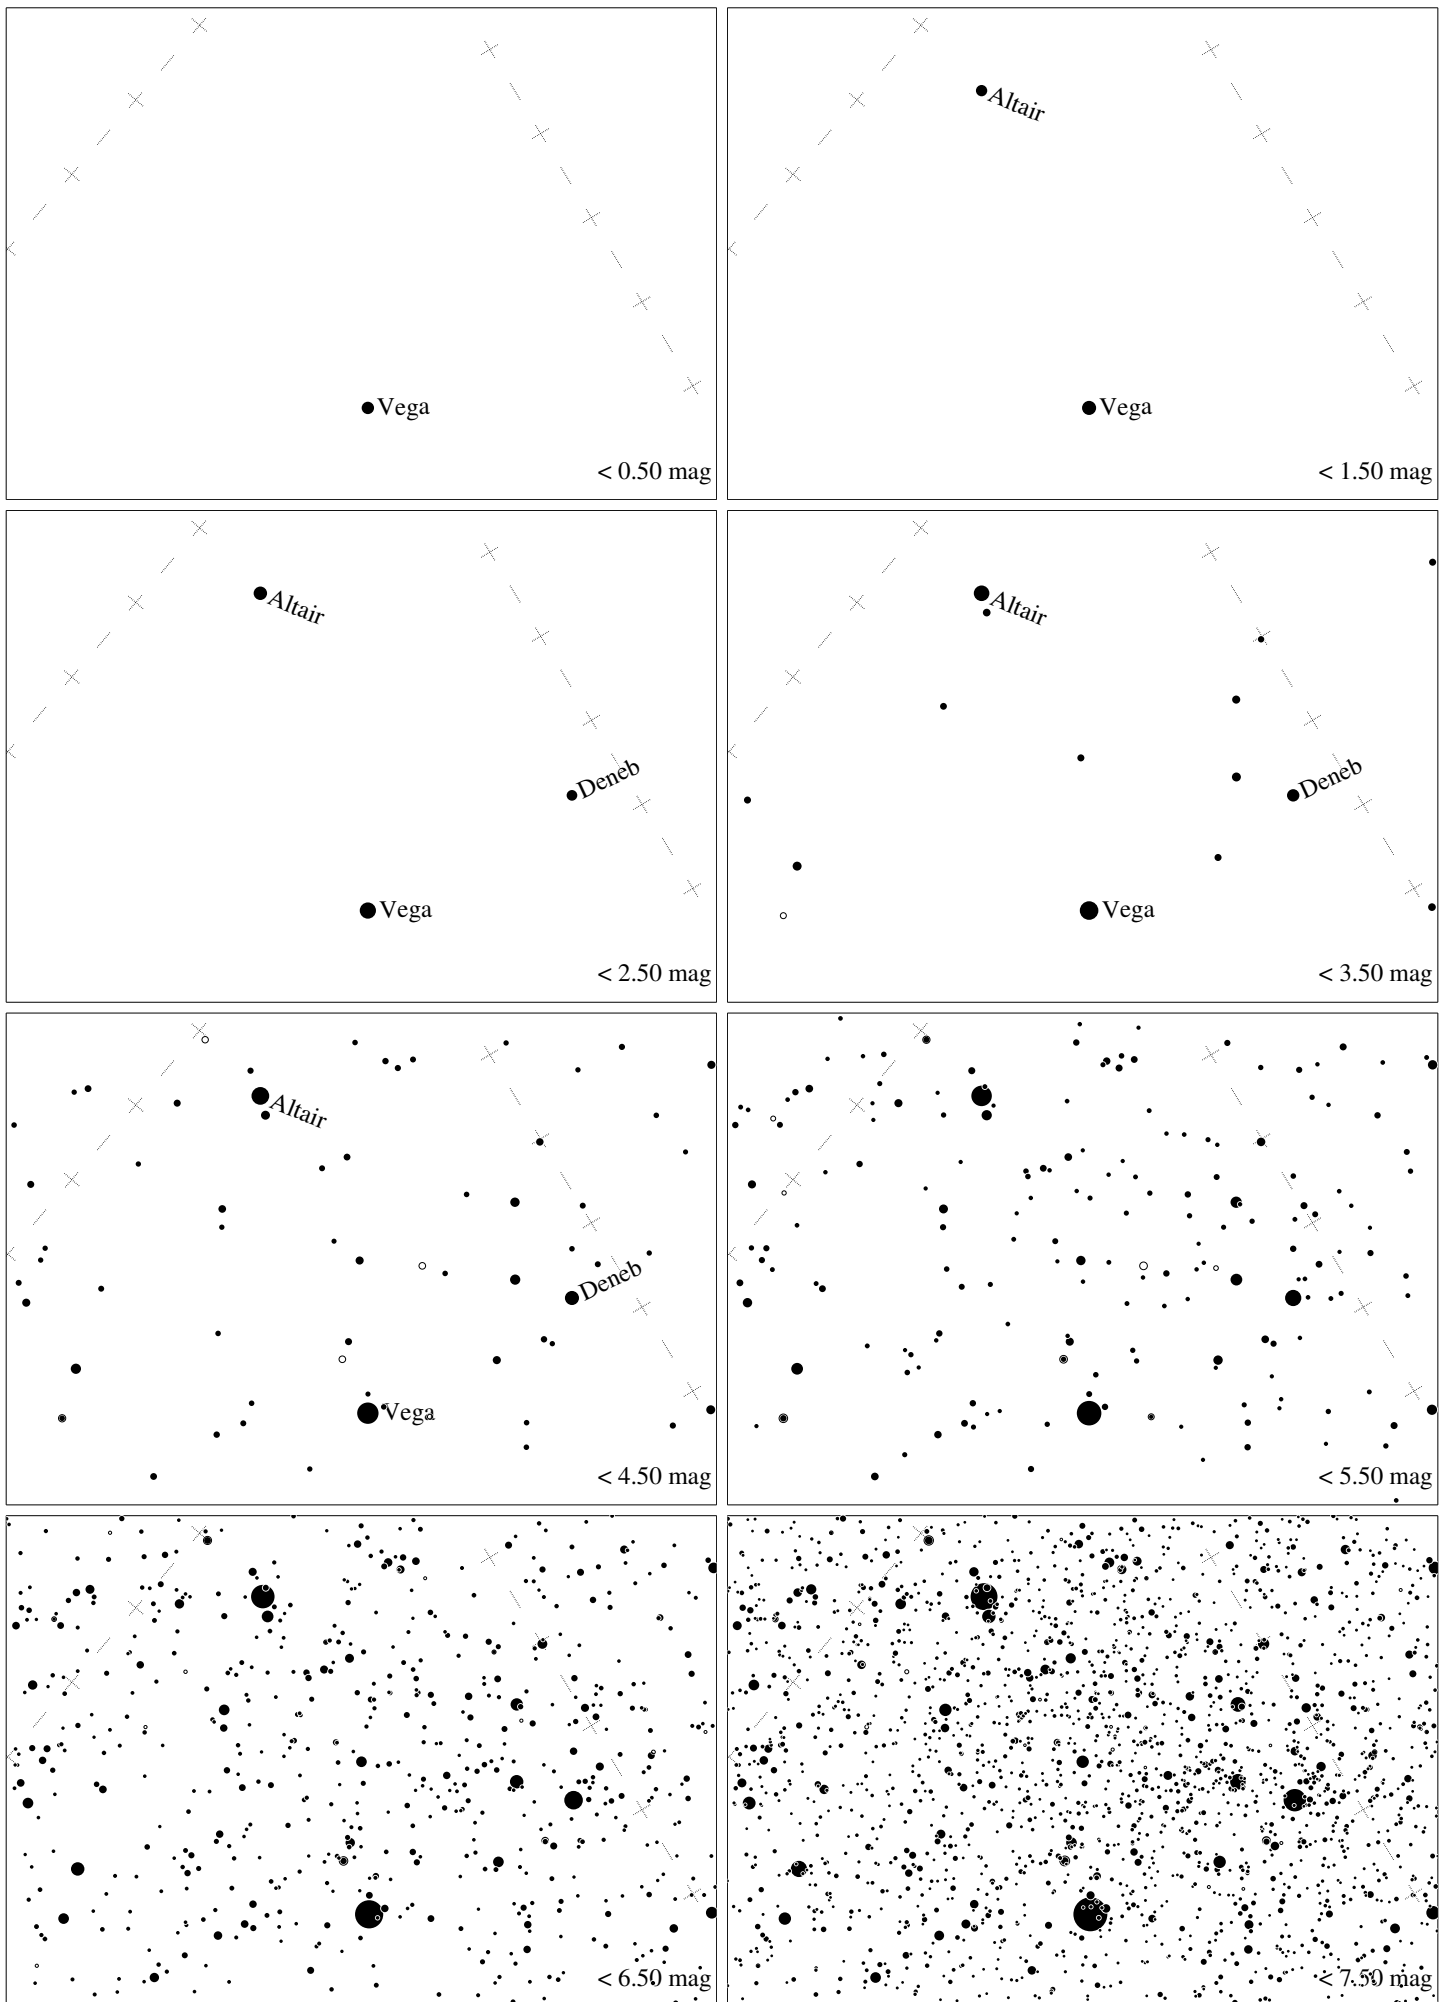 Vega
< 0.50 mag
Altair
Vega
< 1.50 mag
Altair
Deneb
Vega
< 2.50 mag
Altair
Deneb
Vega
< 3.50 mag
Altair
Deneb
Vega
< 4.50 mag
< 5.50 mag
< 6.50 mag
< 7.50 mag